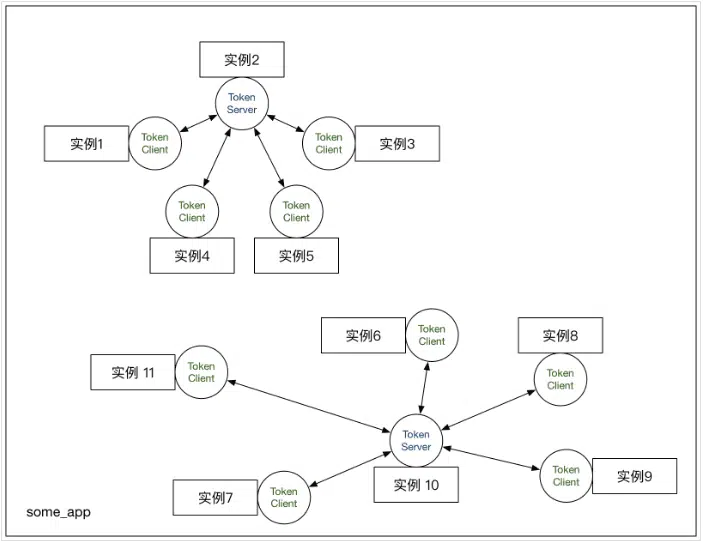 实例2
Token
Server
实例1
Token
Client
Token
Client
实例3
Token
Client
实例4
Token
Client
实例5
实例6
Token
Client
实例8
Token
Client
实例 11
Token
Client
Token
Server
实例 10
Token
Client
实例9
实例7
Token
Client
some_app